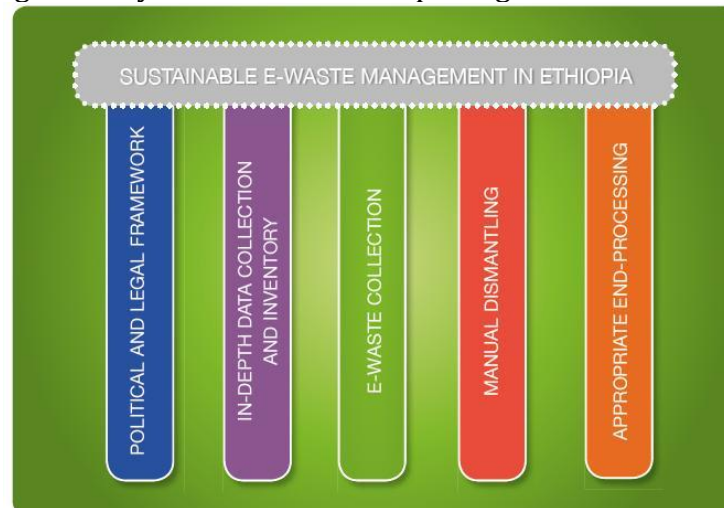 SUSTAINABLE E-WASTE MANAGEMENT IN ETHIOPIA
POLITICAL AND LEGAL FRAMEWORK
IN-DEPTH DATA COLLECTION
AND INVENTORY
E-WASTE COLLECTION
MANUAL DISMANTLING
APPROPRIATE END-PROCESSING